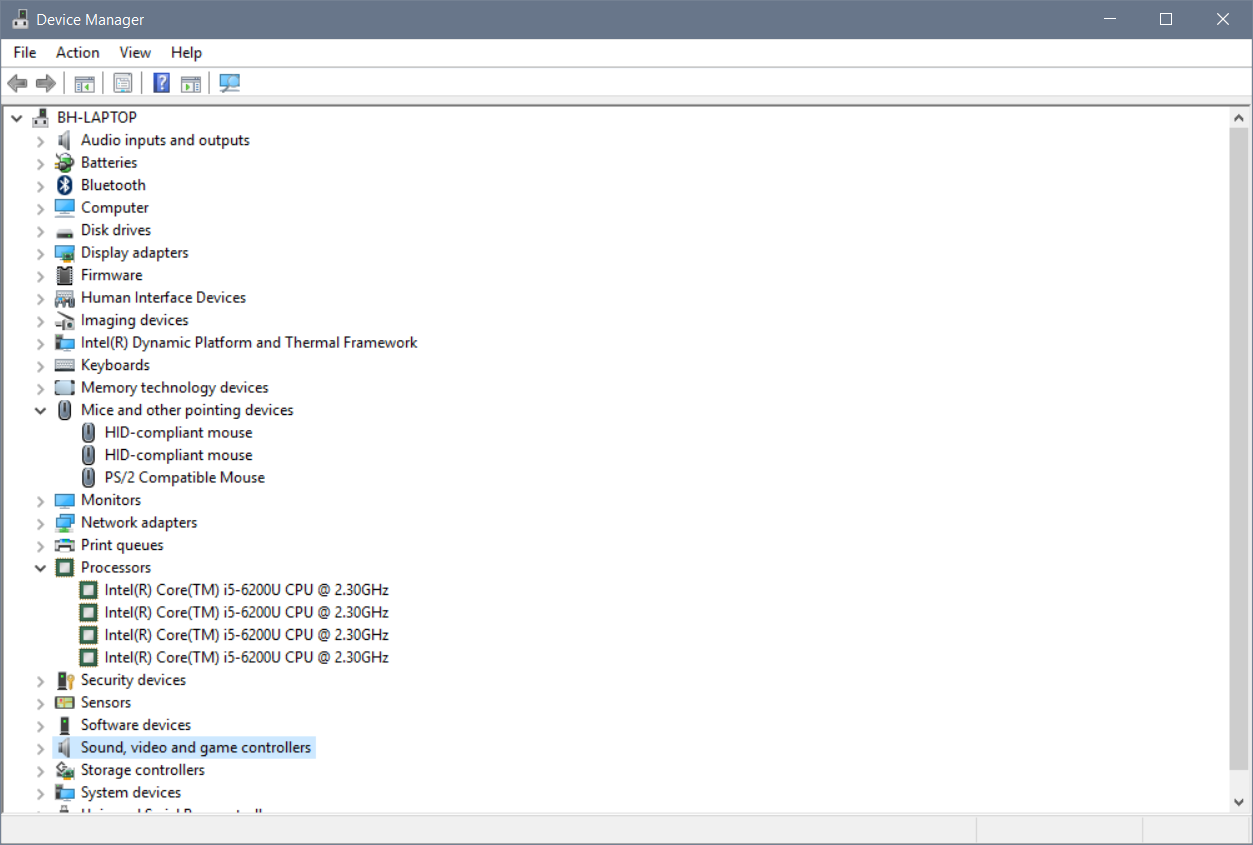 Device Manager
File Action View Help
BH-LAPTOP
Audio inputs and outputs
Batteries
Bluetooth
Computer
Disk drives
Display adapters
Firmware
Human Interface Devices
Imaging devices
Intel(R) Dynamic Platform and Thermal Framework
Keyboards
Memory technology devices
Mice and other pointing devices
HID-compliant mouse
HID-compliant mouse
PS/2 Compatible Mouse
Monitors
Network adapters
Print queues
Processors
Intel(R) Core(TM) i5-6200U CPU @ 2.30GHz
Intel(R) Core(TM) i5-6200U CPU @ 2.30GHz
Intel(R) Core(TM) i5-6200U CPU @ 2.30GHz
Intel(R) Core(TM) i5-6200U CPU @ 2.30GHz
Security devices
Sensors
Software devices
Sound, video and game controllers
Storage controllers
System devices